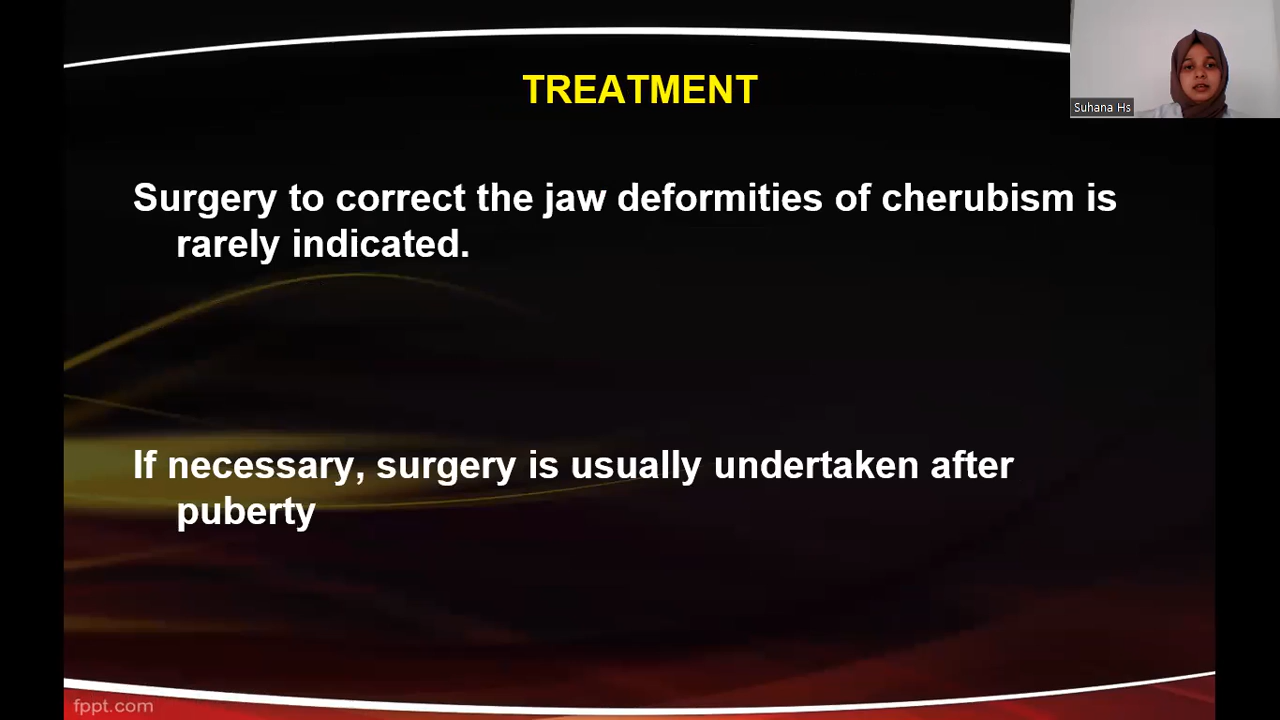 TREATMENT
Suhana Hs
Surgery to correct the jaw deformities of cherubism is
rarely indicated.
If necessary, surgery is usually undertaken after
puberty
fppt.com